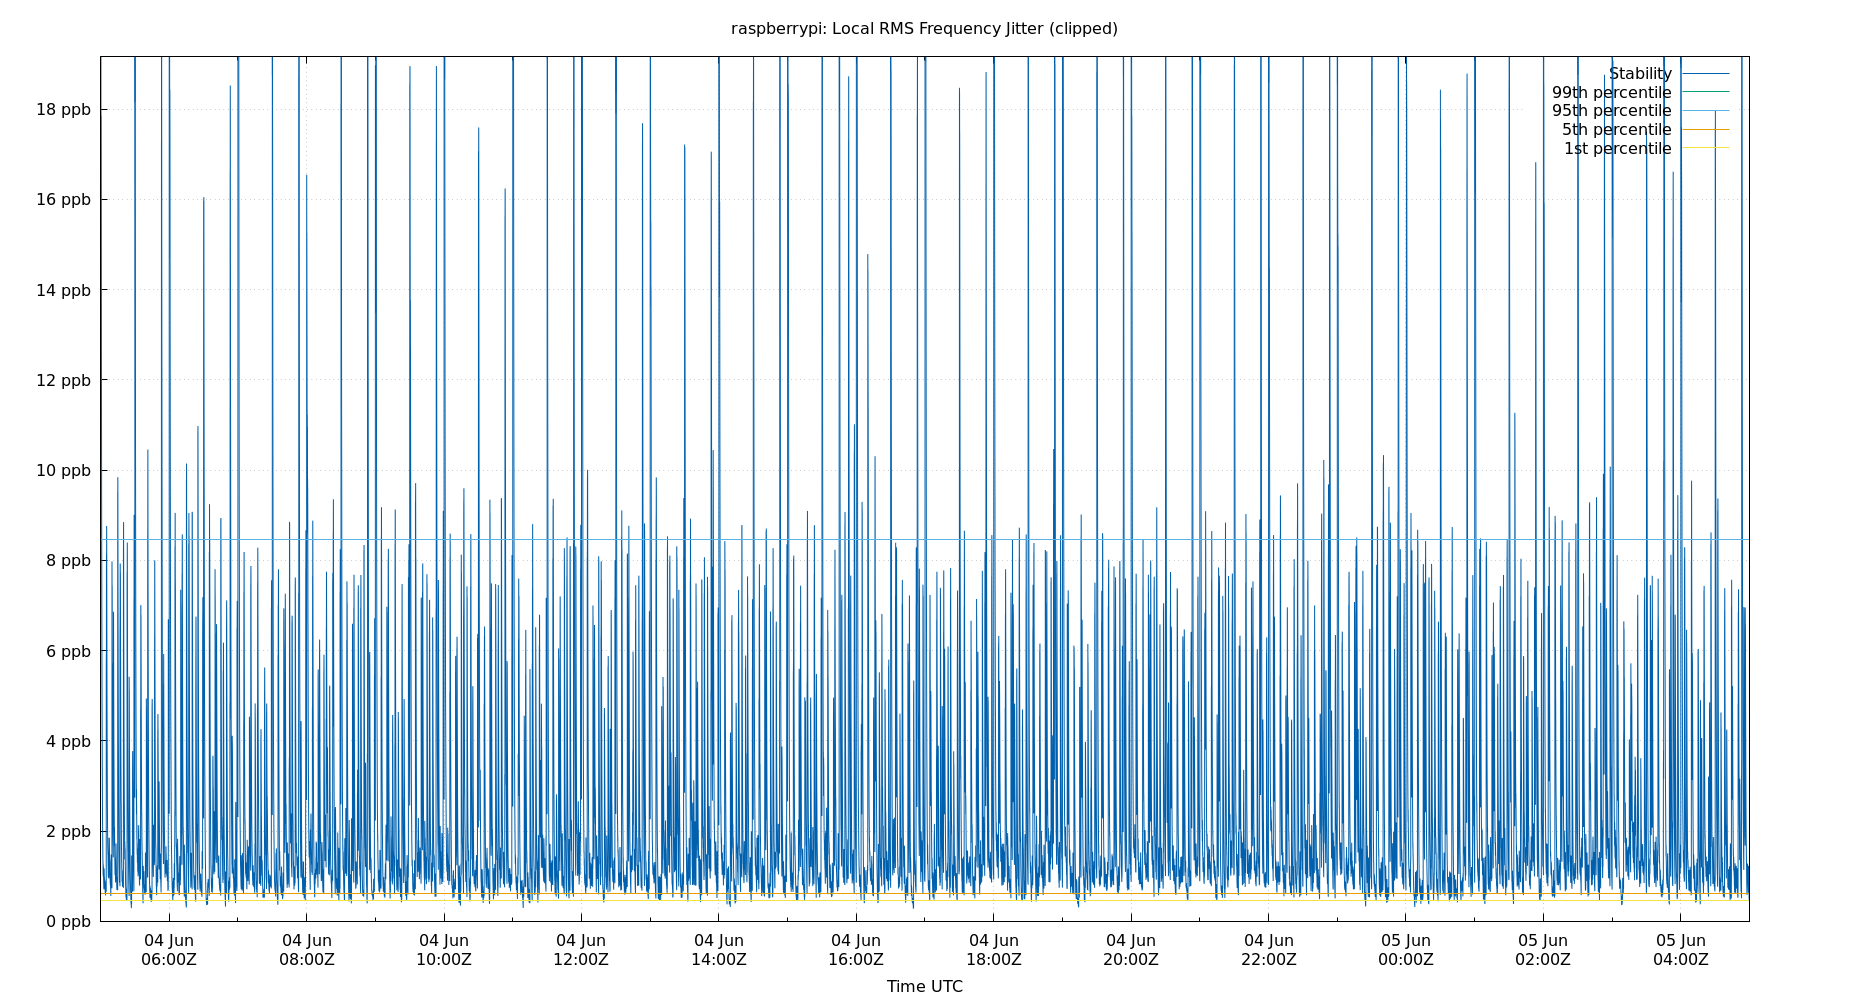 raspberrypi: Local RMS Frequency Jitter (clipped)
Stability
99th percentile
95th percentile
5th percentile
1st percentile
18 ppb
16 ppb
14 ppb
12 ppb
10 ppb
8 ppb
6 ppb
4 ppb
2 ppb
0 ppb
04 Jun 04 Jun 04 Jun 04 Jun 04 Jun 04 Jun 04 Jun 04 Jun 04 Jun 05 Jun 05 Jun 05 Jun
06:00Z 08:00Z 10:00Z 12:00Z 14:00Z 16:00Z 18:00Z 20:00Z 22:00Z 00:00Z 02:00Z 04:00Z
Time UTC